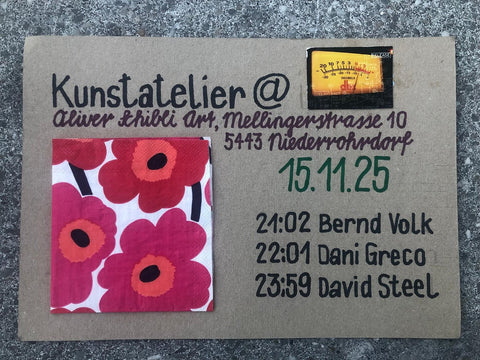 Kunstatelier @
Oliver Schibli Art, Mellingerstrasse 10
5443 Niederrohrdorf
15.11.25
21:02 Bernd Volk
22:01 Dani Greco
23:59 David Steel